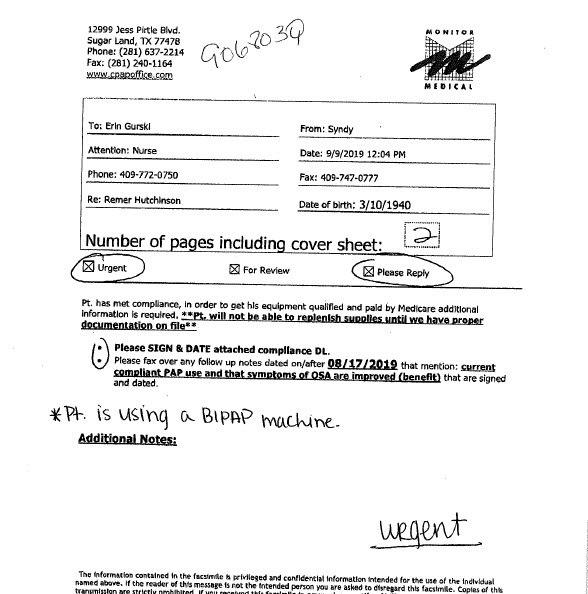 12999 Jess Pirtle Blvd.
Sugar Land, TX 77478
Phone: (281) 637-2214
Fax: (281) 240-1164
www.cpapoffice.com
9068030
MONITOR
MEDICAL
To: Erin Gurski
From: Syndy
Attention: Nurse
Date: 9/9/2019 12:04 PM
Phone: 409-772-0750
Fax: 409-747-0777
Re: Remer Hutchinson
Date of birth: 3/10/1940
Number of pages including cover sheet: 2
☒ Urgent ☒ For Review ☒ Please Reply
Pt. has met compliance, in order to get his equipment qualified and paid by Medicare additional
information is required. **Pt. will not be able to replenish supplies until we have proper
documentation on file**
Please SIGN & DATE attached compliance DL.
Please fax over any follow up notes dated on/after 08/17/2019 that mention: current
compliant PAP use and that symptoms of OSA are improved (benefit) that are signed
and dated.
*Pt. is using a BIPAP machine.
Additional Notes:
urgent
The information contained in the facsimile is privileged and confidential information intended for the use of the individual
named above. If the reader of this message is not the intended person you are asked to disregard this facsimile. Copies of this
transmission are strictly prohibited. If you received this facsimile in